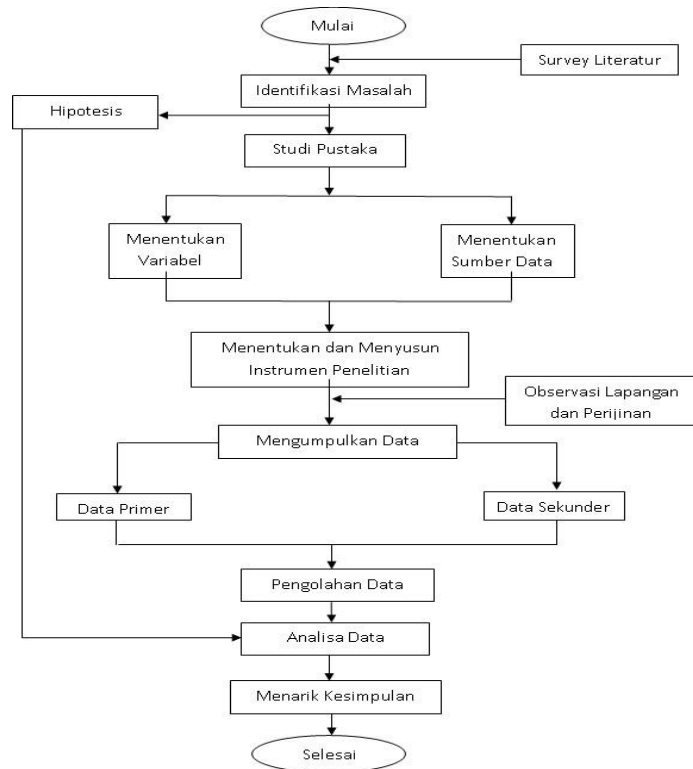 Mulai
Survey Literatur
Identifikasi Masalah
Hipotesis
Studi Pustaka
Menentukan
Variabel
Menentukan
Sumber Data
Menentukan dan Menyusun
Instrumen Penelitian
Observasi Lapangan
dan Perijinan
Mengumpulkan Data
Data Primer
Data Sekunder
Pengolahan Data
Analisa Data
Menarik Kesimpulan
Selesai